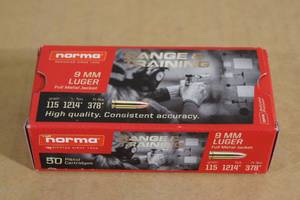 norma
RANGE &
TRAINING
9 MM
LUGER
Full Metal Jacket
115 1214 378
High quality. Consistent accuracy.
norma
RANGE &
TRAINING
50 Pistol
Cartridges
9 MM
LUGER
Full Metal Jacket
115 1214 378